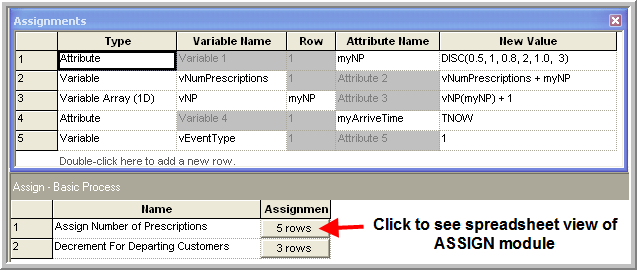 Assignments
Type Variable Name Row Attribute Name New Value
1 Attribute Variable 1 1 myNP DISC(0.5, 1, 0.8, 2, 1.0, 3)
2 Variable vNumPrescriptions 1 Attribute 2 vNumPrescriptions + myNP
3 Variable Array (1D) vNP myNP Attribute 3 vNP(myNP) + 1
4 Attribute Variable 4 1 myArriveTime TNOW
5 Variable vEventType 1 Attribute 5 1
Double-click here to add a new row.
Assign - Basic Process
Name Assignmen
1 Assign Number of Prescriptions 5 rows
2 Decrement For Departing Customers 3 rows
Click to see spreadsheet view of
ASSIGN module